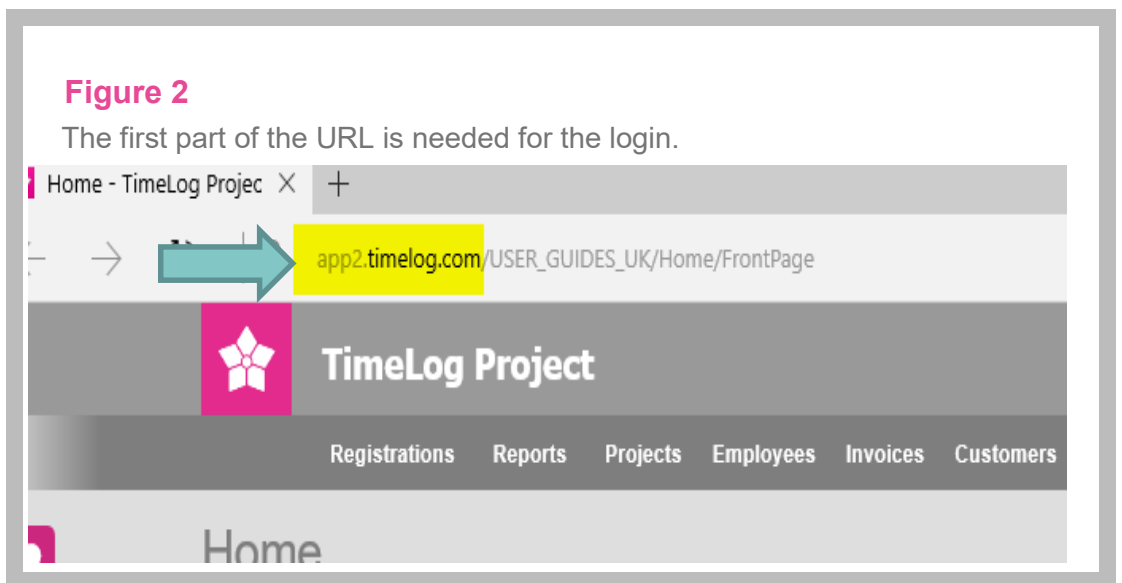 Figure 2
The first part of the URL is needed for the login.
Home - TimeLog Projec
app2.timelog.com/USER_GUIDES_UK/Home/FrontPage
TimeLog Project
Registrations Reports Projects Employees Invoices Customers
Home